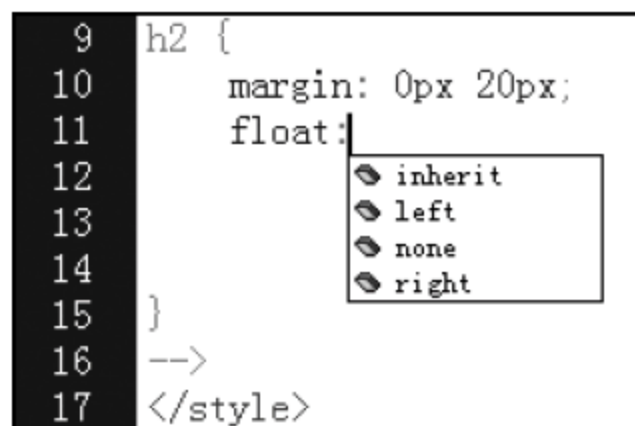 9 h2 {
10 margin: 0px 20px;
11 float:
12 inherit
13 left
none
14 right
15 }
16 -->
17 </style>